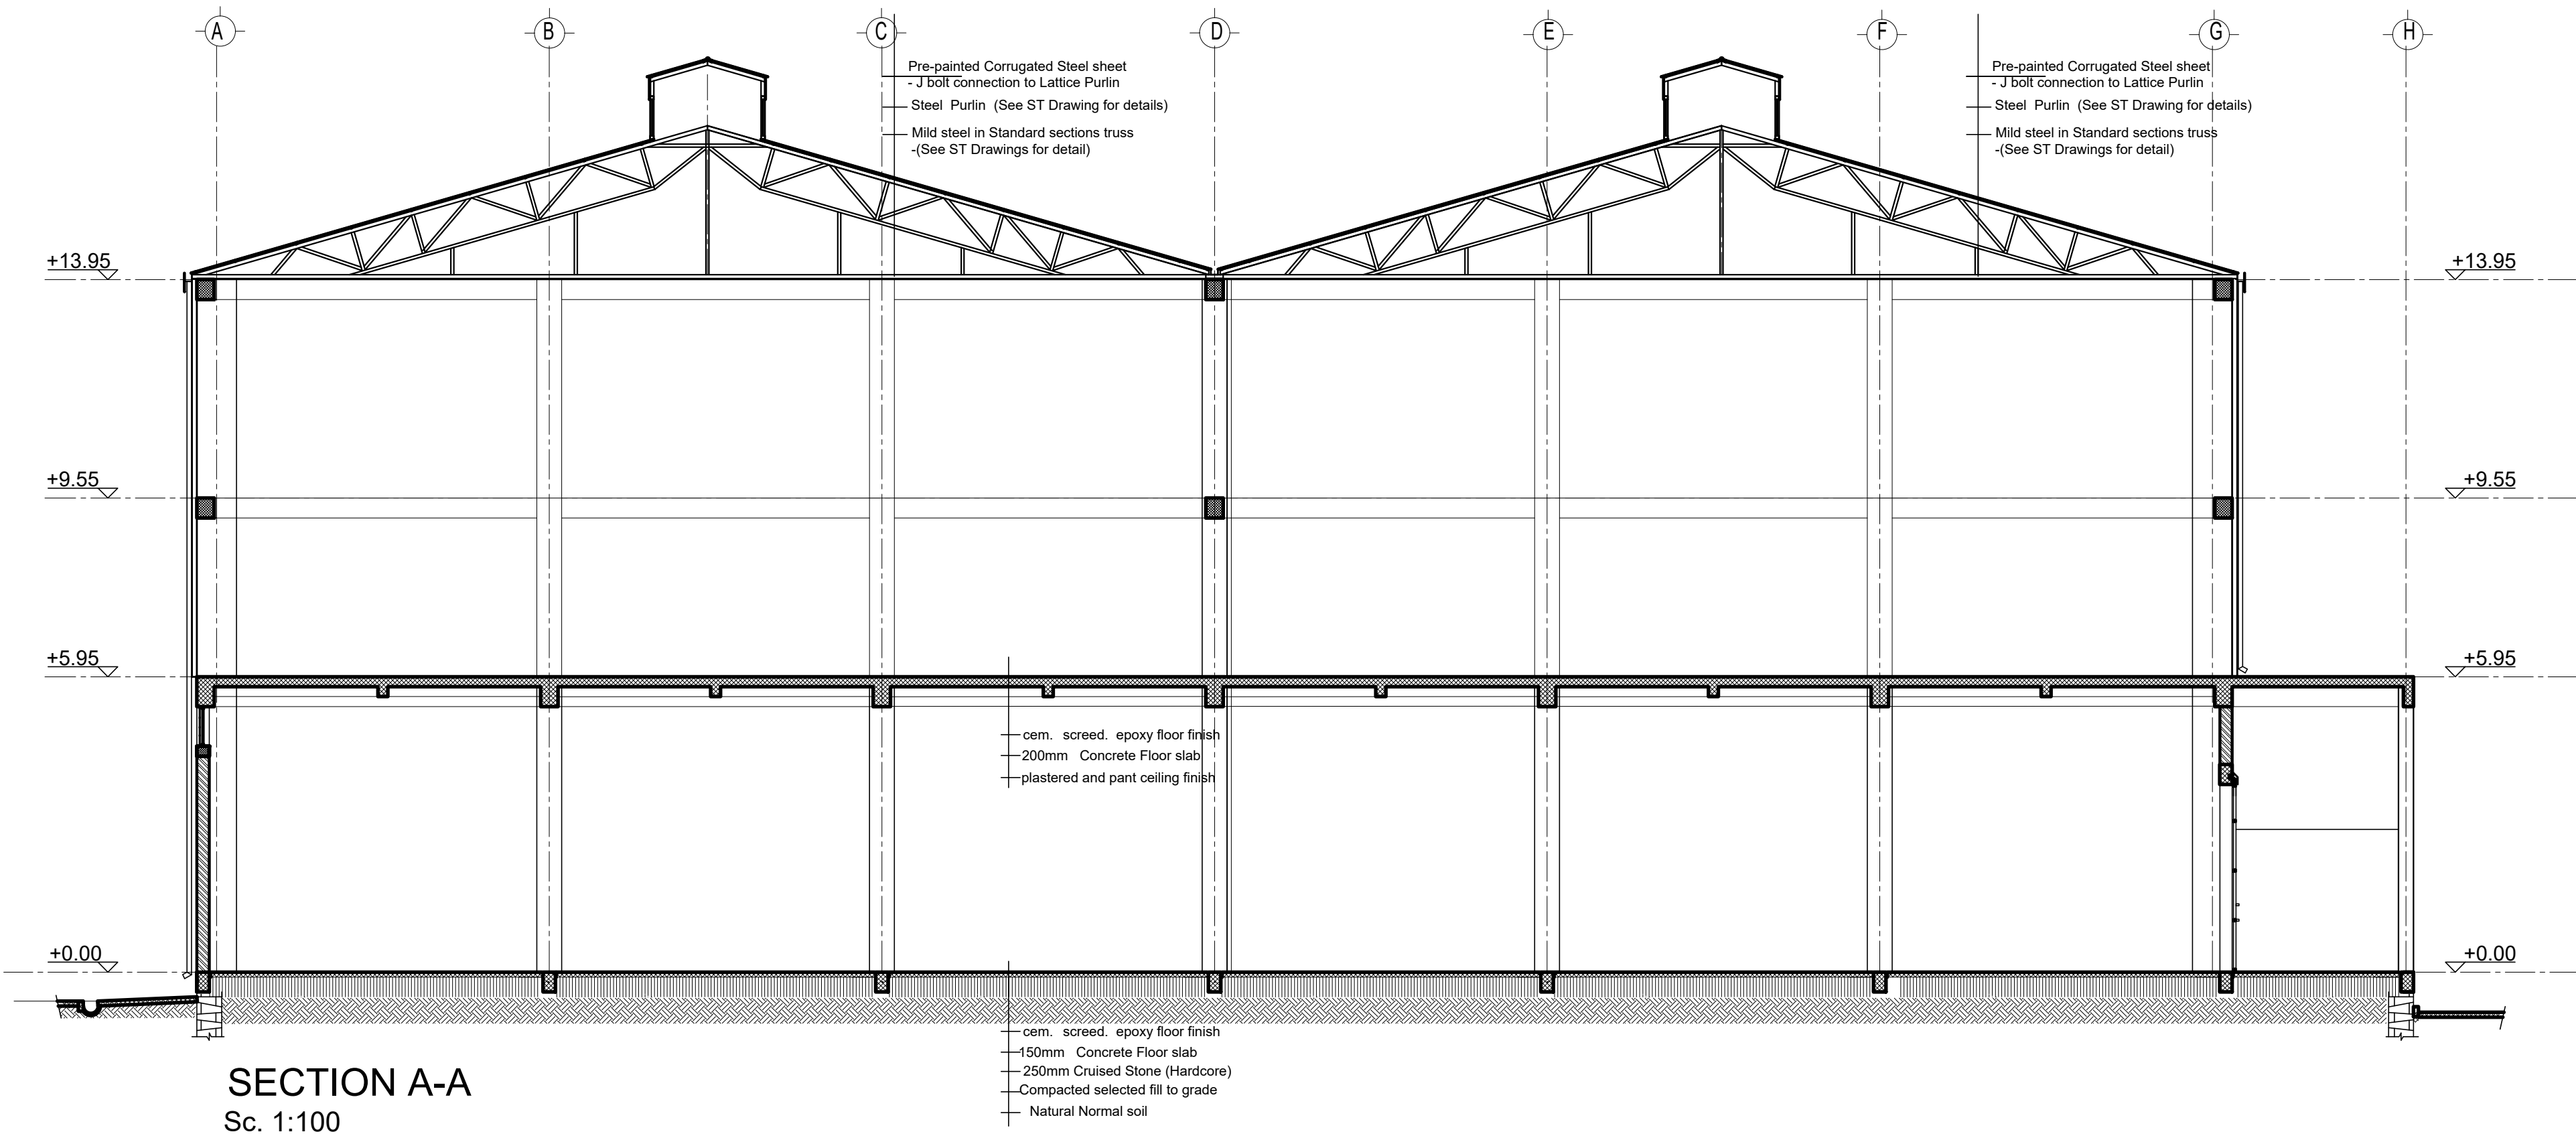 A B C D E F G H
Pre-painted Corrugated Steel sheet
- J bolt connection to Lattice Purlin
Steel Purlin (See ST Drawing for details)
Mild steel in Standard sections truss
-(See ST Drawings for detail)
Pre-painted Corrugated Steel sheet
- J bolt connection to Lattice Purlin
Steel Purlin (See ST Drawing for details)
Mild steel in Standard sections truss
-(See ST Drawings for detail)
+13.95
+13.95
+9.55
+9.55
+5.95
+5.95
cem. screed. epoxy floor finish
200mm Concrete Floor slab
plastered and pant ceiling finish
+0.00
+0.00
cem. screed. epoxy floor finish
150mm Concrete Floor slab
250mm Cruised Stone (Hardcore)
Compacted selected fill to grade
Natural Normal soil
SECTION A-A
Sc. 1:100